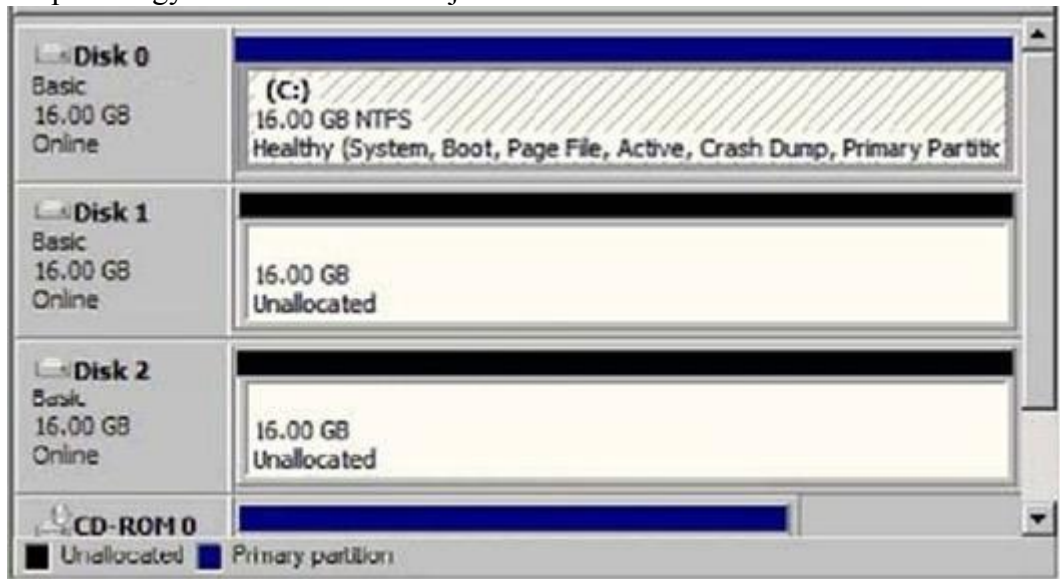 Disk 0
Basic
16.00 GB
Online
(C:)
16.00 GB NTFS
Healthy (System, Boot, Page File, Active, Crash Dump, Primary Partitic
Disk 1
Basic
16.00 GB
Online
16.00 GB
Unallocated
Disk 2
Basic
16.00 GB
Online
16.00 GB
Unallocated
CD-ROM 0
Unallocated Primary partition